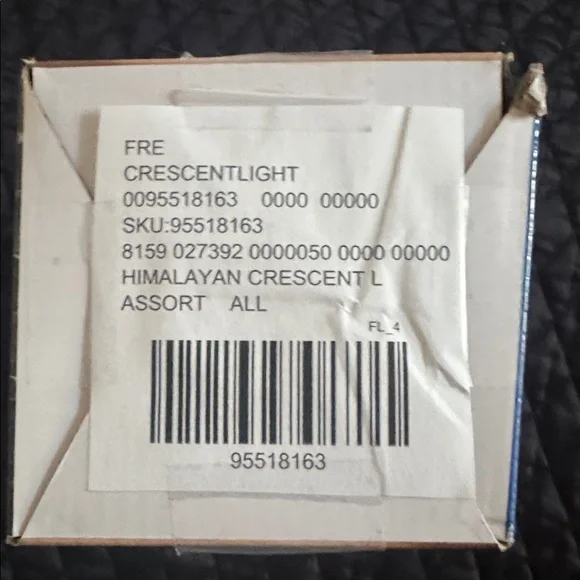 FRE
CRESCENTLIGHT
0095518163 0000 00000
SKU:95518163
8159 027392 0000050 0000 00000
HIMALAYAN CRESCENT L
ASSORT ALL
FL_4
95518163